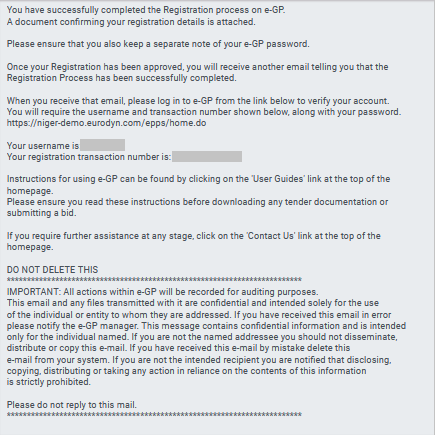 You have successfully completed the Registration process on e-GP.
A document confirming your registration details is attached.
Please ensure that you also keep a separate note of your e-GP password.
Once your Registration has been approved, you will receive another email telling you that the
Registration Process has been successfully completed.
When you receive that email, please log in to e-GP from the link below to verify your account.
You will require the username and transaction number shown below, along with your password.
https://niger-demo.eurodyn.com/epps/home.do
Your username is
Your registration transaction number is:
Instructions for using e-GP can be found by clicking on the 'User Guides' link at the top of the
homepage.
Please ensure you read these instructions before downloading any tender documentation or
submitting a bid.
If you require further assistance at any stage, click on the 'Contact Us' link at the top of the
homepage.
DO NOT DELETE THIS
***************************************************************************
IMPORTANT: All actions within e-GP will be recorded for auditing purposes.
This email and any files transmitted with it are confidential and intended solely for the use
of the individual or entity to whom they are addressed. If you have received this email in error
please notify the e-GP manager. This message contains confidential information and is intended
only for the individual named. If you are not the named addressee you should not disseminate,
distribute or copy this e-mail. If you have received this e-mail by mistake delete this
e-mail from your system. If you are not the intended recipient you are notified that disclosing,
copying, distributing or taking any action in reliance on the contents of this information
is strictly prohibited.
Please do not reply to this mail.
***************************************************************************